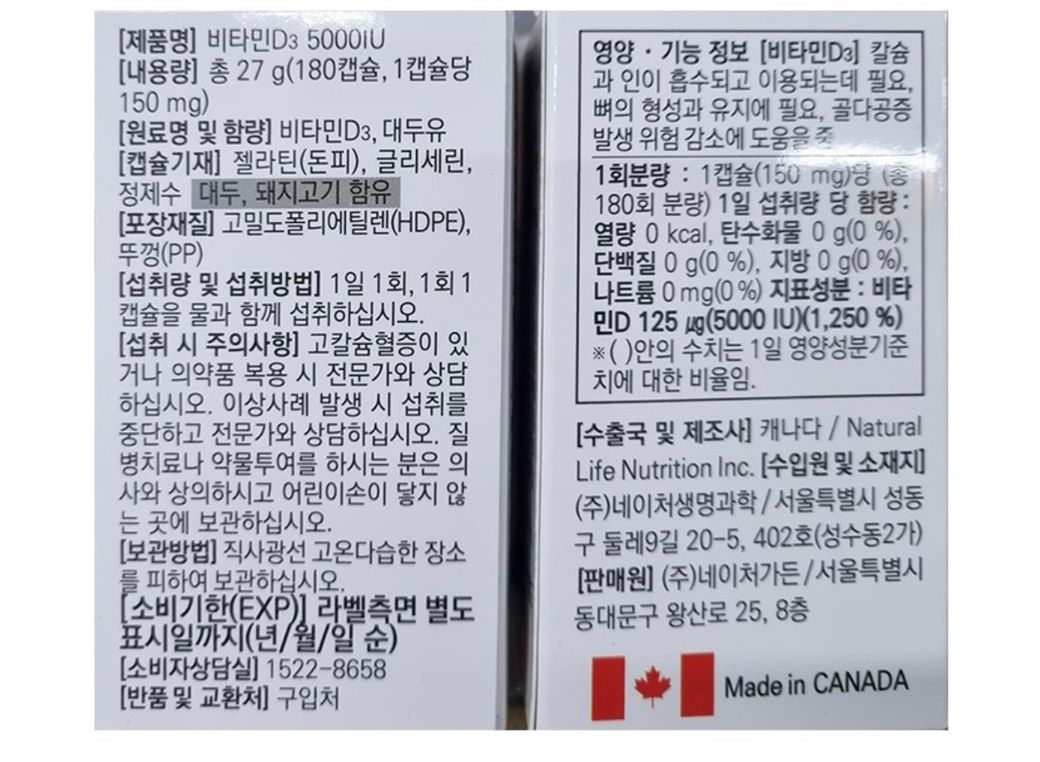 [제품명] 비타민D3 5000IU
[내용량] 총 27 g(180캡슐, 1캡슐당
150 mg)
[원료명 및 함량] 비타민D3, 대두유
[캡슐기재] 젤라틴(돈피), 글리세린,
정제수 대두, 돼지고기 함유
[포장재질] 고밀도폴리에틸렌(HDPE),
뚜껑(PP)
[섭취량 및 섭취방법] 1일 1회, 1회 1
캡슐을 물과 함께 섭취하십시오.
[섭취 시 주의사항] 고칼슘혈증이 있
거나 의약품 복용 시 전문가와 상담
하십시오. 이상사례 발생 시 섭취를
중단하고 전문가와 상담하십시오. 질
병치료나 약물투여를 하시는 분은 의
사와 상의하시고 어린이손이 닿지 않
는 곳에 보관하십시오.
[보관방법] 직사광선 고온다습한 장소
를 피하여 보관하십시오.
[소비기한(EXP)] 라벨측면 별도
표시일까지(년/월/일 순)
[소비자상담실] 1522-8658
[반품 및 교환처] 구입처
영양 · 기능 정보 [비타민D3] 칼슘
과 인이 흡수되고 이용되는데 필요,
뼈의 형성과 유지에 필요, 골다공증
발생 위험 감소에 도움을 줌
1회분량 : 1캡슐(150 mg)당 (총
180회 분량) 1일 섭취량 당 함량 :
열량 0 kcal, 탄수화물 0 g(0 %),
단백질 0 g(0 %), 지방 0 g(0 %),
나트륨 0 mg(0 %) 지표성분 : 비타
민D 125 ㎍(5000 IU)(1,250 %)
※( )안의 수치는 1일 영양성분기준
치에 대한 비율임.
[수출국 및 제조사] 캐나다 / Natural
Life Nutrition Inc. [수입원 및 소재지]
(주)네이처생명과학 / 서울특별시 성동
구 둘레9길 20-5, 402호(성수동2가)
[판매원] (주)네이처가든 / 서울특별시
동대문구 왕산로 25, 8층
Made in CANADA